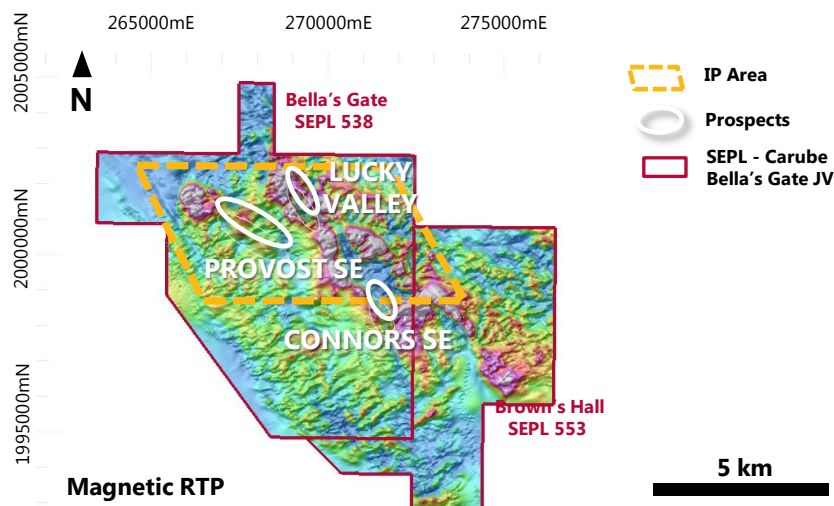 265000mE
270000mE
275000mE
2005000mN
2000000mN
1995000mN
N
Bella's Gate
SEPL 538
LUCKY
VALLEY
PROVOST SE
CONNORS SE
Brown's Hall
SEPL 553
Magnetic RTP
IP Area
Prospects
SEPL - Carube
Bella's Gate JV
5 km